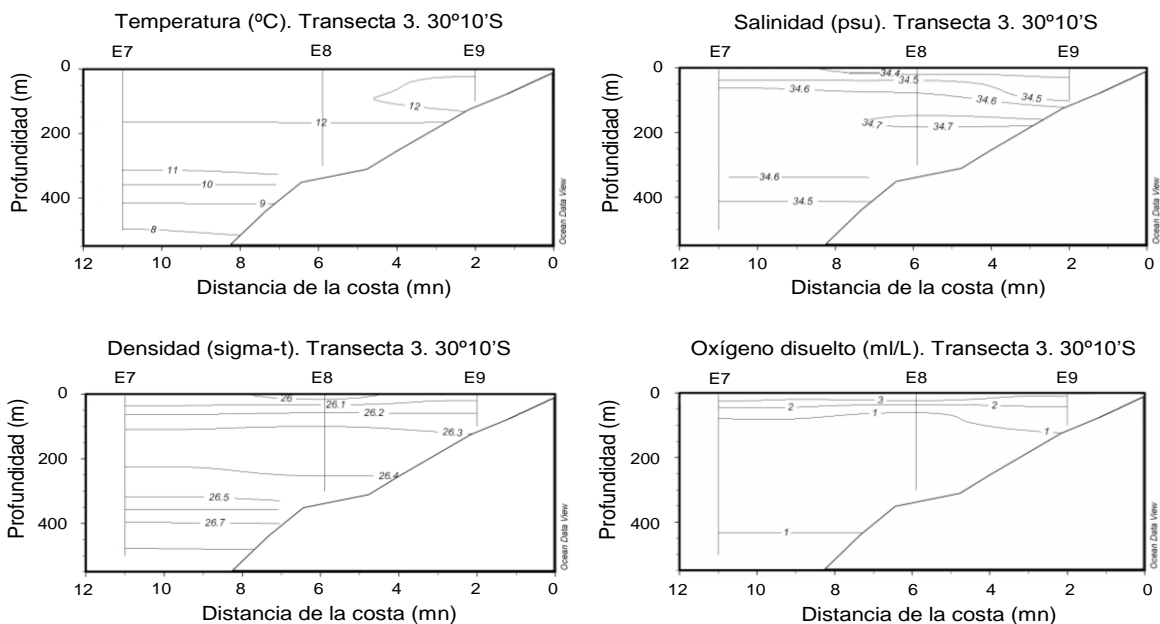 Temperatura (ºC). Transecta 3. 30º10'S
E7 E8 E9
0
200
400
Profundidad (m)
12
12
11
10
9
8
Ocean Data View
12 10 8 6 4 2 0
Distancia de la costa (mn)
Salinidad (psu). Transecta 3. 30º10'S
E7 E8 E9
0
200
400
Profundidad (m)
34.4
34.5
34.6 34.5
34.6
34.7 34.7
34.6
34.5
Ocean Data View
12 10 8 6 4 2 0
Distancia de la costa (mn)
Densidad (sigma-t). Transecta 3. 30º10'S
E7 E8 E9
0
200
400
Profundidad (m)
26
26.1
26.2
26.3
26.4
26.5
26.7
Ocean Data View
12 10 8 6 4 2 0
Distancia de la costa (mn)
Oxígeno disuelto (ml/L). Transecta 3. 30º10'S
E7 E8 E9
0
200
400
Profundidad (m)
3
2 2
1
1
1
Ocean Data View
12 10 8 6 4 2 0
Distancia de la costa (mn)